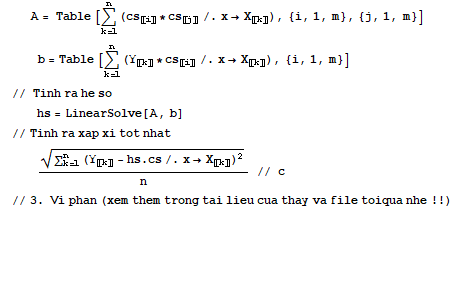 A = Table[∑_{k=1}^{n} (cs〚i〛 * cs〚j〛 /. x → X〚k〛), {i, 1, m}, {j, 1, m}]
b = Table[∑_{k=1}^{n} (Y〚k〛 * cs〚i〛 /. x → X〚k〛), {i, 1, m}]
// Tinh ra he so
hs = LinearSolve[A, b]
// Tinh ra xap xi tot nhat
√(∑_{k=1}^{n} (Y〚k〛 - hs.cs /. x → X〚k〛)²) / n // c
// 3. Vi phan (xem them trong tai lieu cua thay va file toiqua nhe !!)